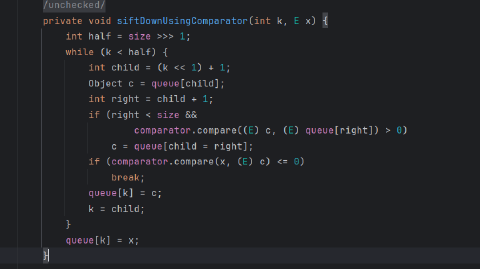 /unchecked/
private void siftDownUsingComparator(int k, E x) {
    int half = size >>> 1;
    while (k < half) {
        int child = (k << 1) + 1;
        Object c = queue[child];
        int right = child + 1;
        if (right < size &&
                comparator.compare((E) c, (E) queue[right]) > 0)
            c = queue[child = right];
        if (comparator.compare(x, (E) c) <= 0)
            break;
        queue[k] = c;
        k = child;
    }
    queue[k] = x;
}